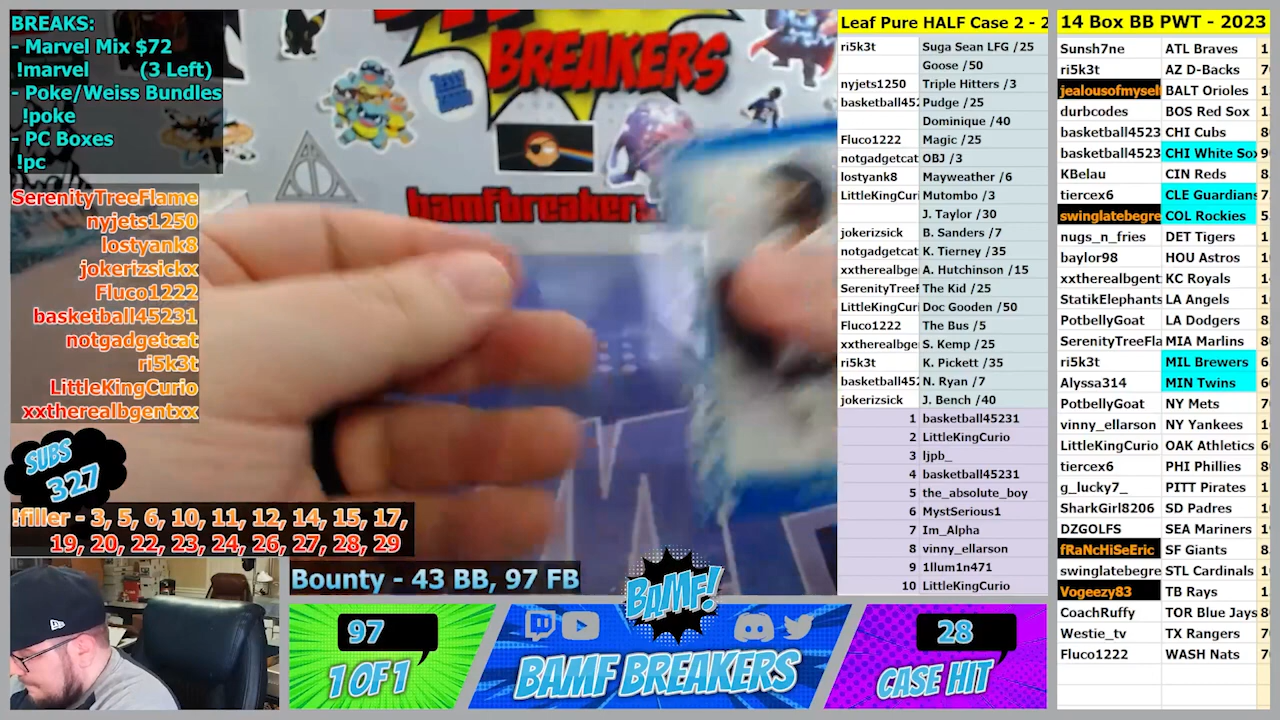 BREAKS:
- Marvel Mix $72
!marvel (3 Left)
- Poke/Weiss Bundles
!poke
- PC Boxes
!pc
SerenityTreeFlame
nyjets1250
lostyank8
jokerizsickx
Fluco1222
basketball45231
notgadgetcat
ri5k3t
LittleKingCurio
xxtherealbgentxx
SUBS
327
!filler - 3, 5, 6, 10, 11, 12, 14, 15, 17,
19, 20, 22, 23, 24, 26, 27, 28, 29
BREAKERS
bamfbreakers
Bounty - 43 BB, 97 FB
BAMF!
97
1 OF 1
BAMF BREAKERS
28
CASE HIT
Leaf Pure HALF Case 2 - 2
ri5k3t Suga Sean LFG /25
Goose /50
nyjets1250 Triple Hitters /3
basketball452 Pudge /25
Dominique /40
Fluco1222 Magic /25
notgadgetcat OBJ /3
lostyank8 Mayweather /6
LittleKingCuri Mutombo /3
J. Taylor /30
jokerizsick B. Sanders /7
notgadgetcat K. Tierney /35
xxtherealbge A. Hutchinson /15
SerenityTreeF The Kid /25
LittleKingCuri Doc Gooden /50
Fluco1222 The Bus /5
xxtherealbge S. Kemp /25
ri5k3t K. Pickett /35
basketball452 N. Ryan /7
jokerizsick J. Bench /40
1 basketball45231
2 LittleKingCurio
3 ljpb_
4 basketball45231
5 the_absolute_boy
6 MystSerious1
7 Im_Alpha
8 vinny_ellarson
9 1llum1n471
10 LittleKingCurio
14 Box BB PWT - 2023
Sunsh7ne ATL Braves
ri5k3t AZ D-Backs
jealousofmysel BALT Orioles
durbcodes BOS Red Sox
basketball4523 CHI Cubs
basketball4523 CHI White Sox
KBelau CIN Reds
tiercex6 CLE Guardians
swinglatebegre COL Rockies
nugs_n_fries DET Tigers
baylor98 HOU Astros
xxtherealbgent KC Royals
StatikElephants LA Angels
PotbellyGoat LA Dodgers
SerenityTreeFla MIA Marlins
ri5k3t MIL Brewers
Alyssa314 MIN Twins
PotbellyGoat NY Mets
vinny_ellarson NY Yankees
LittleKingCurio OAK Athletics
tiercex6 PHI Phillies
g_lucky7_ PITT Pirates
SharkGirl8206 SD Padres
DZGOLFS SEA Mariners
fRaNcHiSeEric SF Giants
swinglatebegre STL Cardinals
Vogeezy83 TB Rays
CoachRuffy TOR Blue Jays
Westie_tv TX Rangers
Fluco1222 WASH Nats